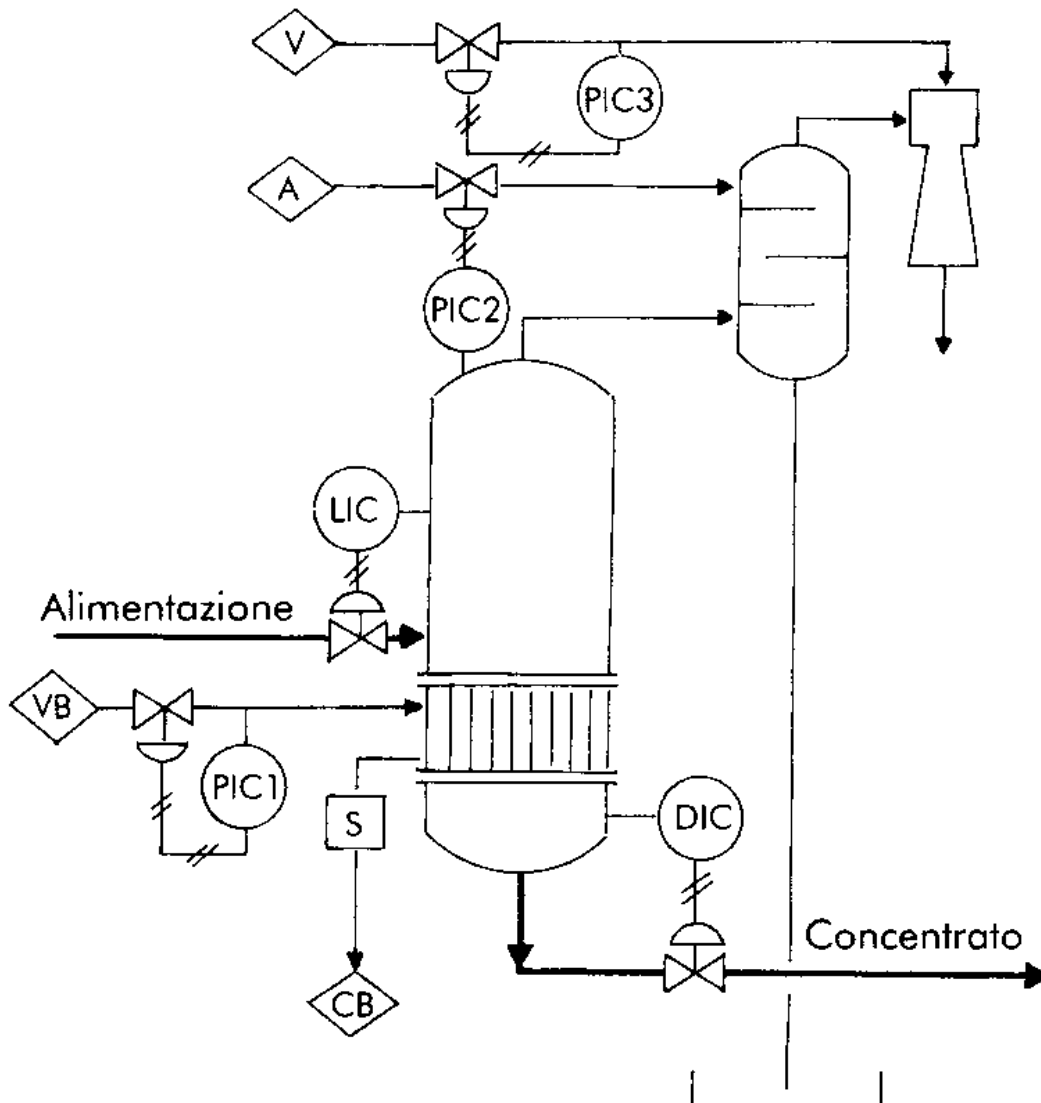 V
PIC3
A
PIC2
LIC
Alimentazione
VB
PIC1
S
DIC
Concentrato
CB